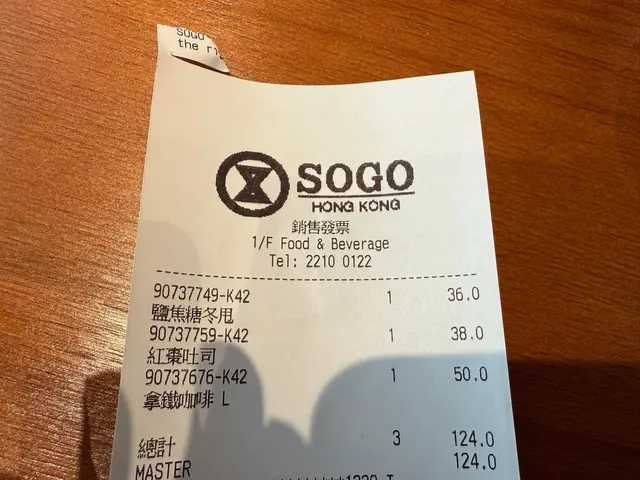 SOGO
the ri
SOGO
HONG KONG
銷售發票
1/F Food & Beverage
Tel: 2210 0122
90737749-K42 1 36.0
鹽焦糖冬甩
90737759-K42 1 38.0
紅棗吐司
90737676-K42 1 50.0
拿鐵咖啡 L
總計 3 124.0
MASTER 124.0